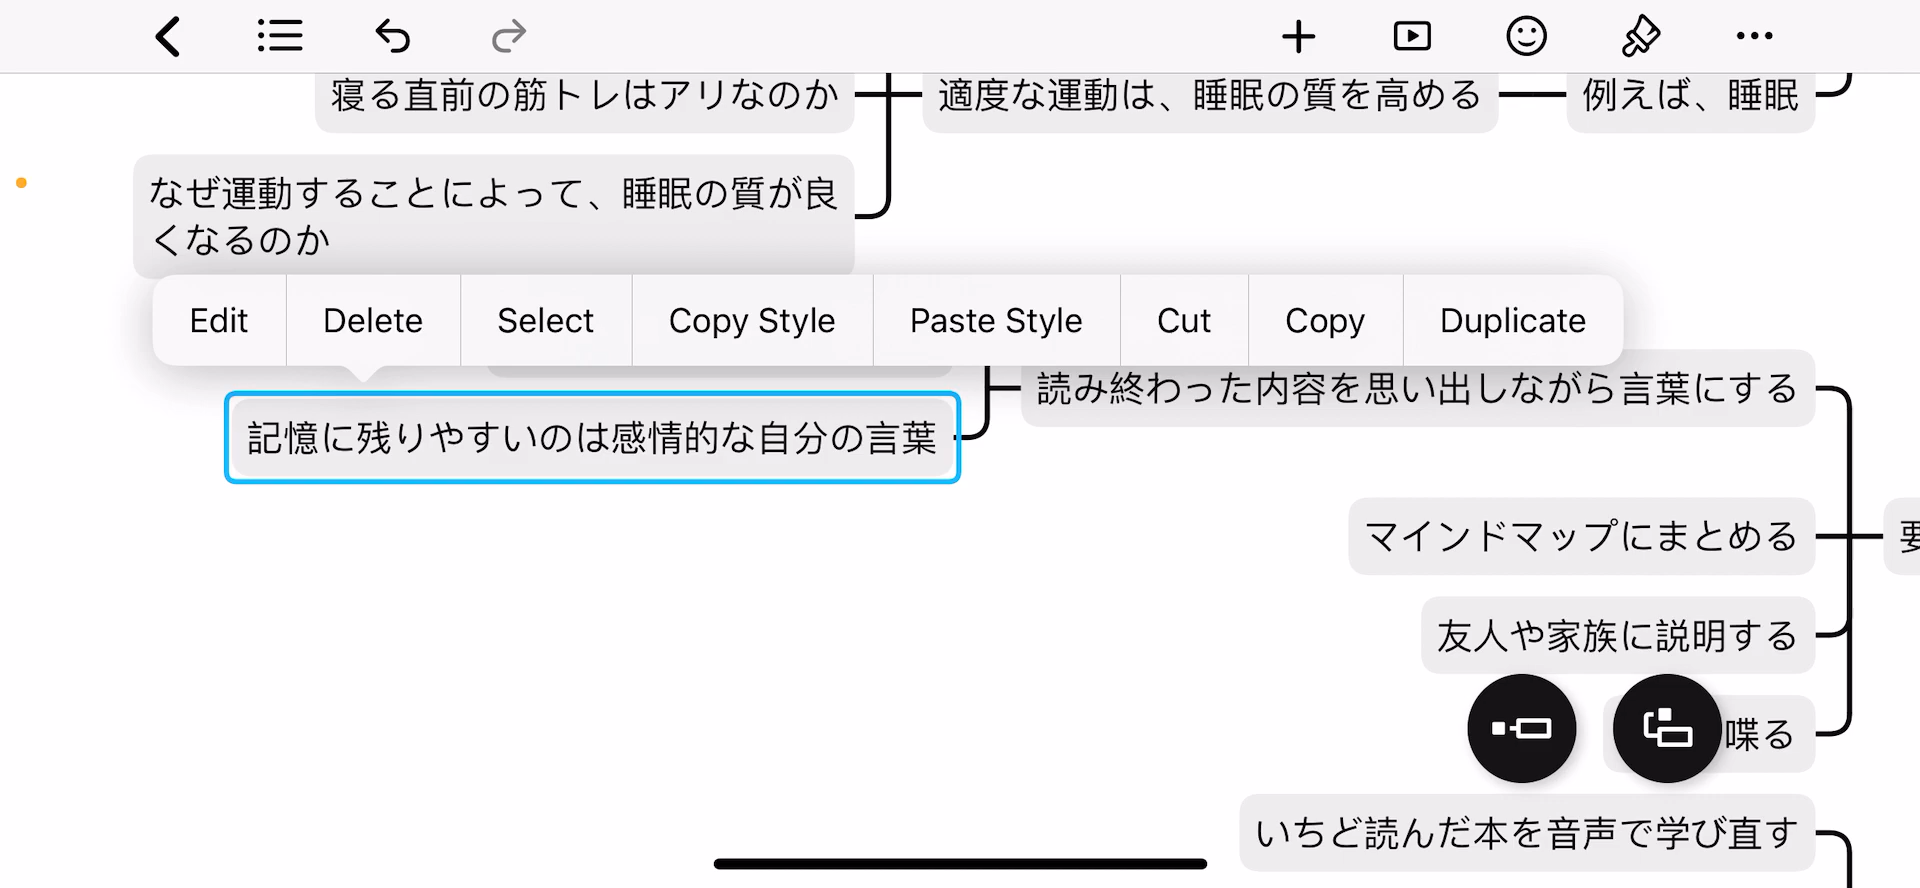 寝る直前の筋トレはアリなのか
適度な運動は、睡眠の質を高める
例えば、睡眠
なぜ運動することによって、睡眠の質が良
くなるのか
Edit
Delete
Select
Copy Style
Paste Style
Cut
Copy
Duplicate
読み終わった内容を思い出しながら言葉にする
記憶に残りやすいのは感情的な自分の言葉
マインドマップにまとめる
要
友人や家族に説明する
喋る
いちど読んだ本を音声で学び直す